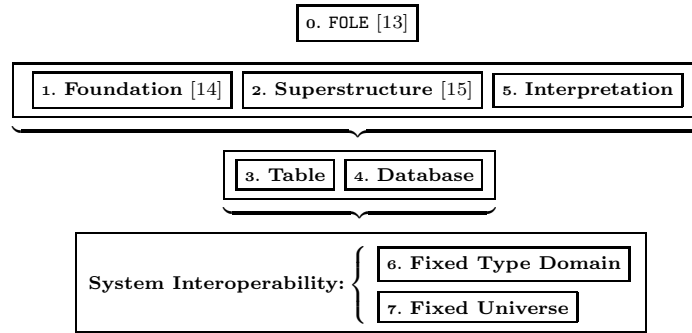 0. FOLE [13]
1. Foundation [14] 2. Superstructure [15] 5. Interpretation
3. Table 4. Database
System Interoperability: 6. Fixed Type Domain
7. Fixed Universe